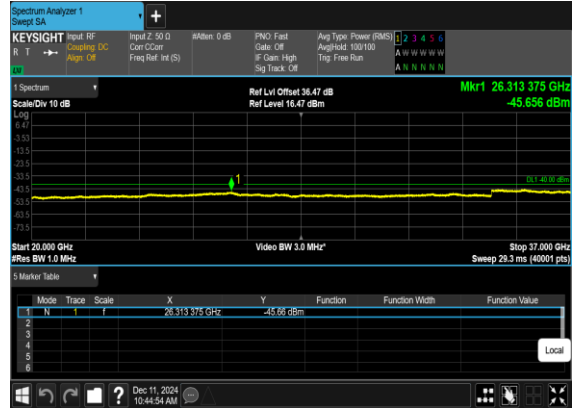 Spectrum Analyzer 1
Swept SA
+
KEYSIGHT Input: RF Input Z: 50 Ω #Atten: 0 dB PNO: Fast Avg Type: Power (RMS) 1 2 3 4 5 6
R T Coupling: DC Corr CCorr Gate: Off Avg|Hold: 100/100 A W W W W W
Align: Off Freq Ref: Int (S) IF Gain: High Trig: Free Run
Sig Track: Off A N N N N N
1 Spectrum Ref Lvl Offset 36.47 dB Mkr1 26.313 375 GHz
Scale/Div 10 dB Ref Level 16.47 dBm -45.656 dBm
Log
6.47
-3.53
-13.5
-23.5
-33.5
1
DL1 -40.00 dBm
-43.5
-53.5
-63.5
-73.5
Start 20.000 GHz Video BW 3.0 MHz* Stop 37.000 GHz
#Res BW 1.0 MHz Sweep 29.3 ms (40001 pts)
5 Marker Table
Mode Trace Scale X Y Function Function Width Function Value
1 N 1 f 26.313 375 GHz -45.66 dBm
2
3
4
5
6
Local
? Dec 11, 2024
10:44:54 AM